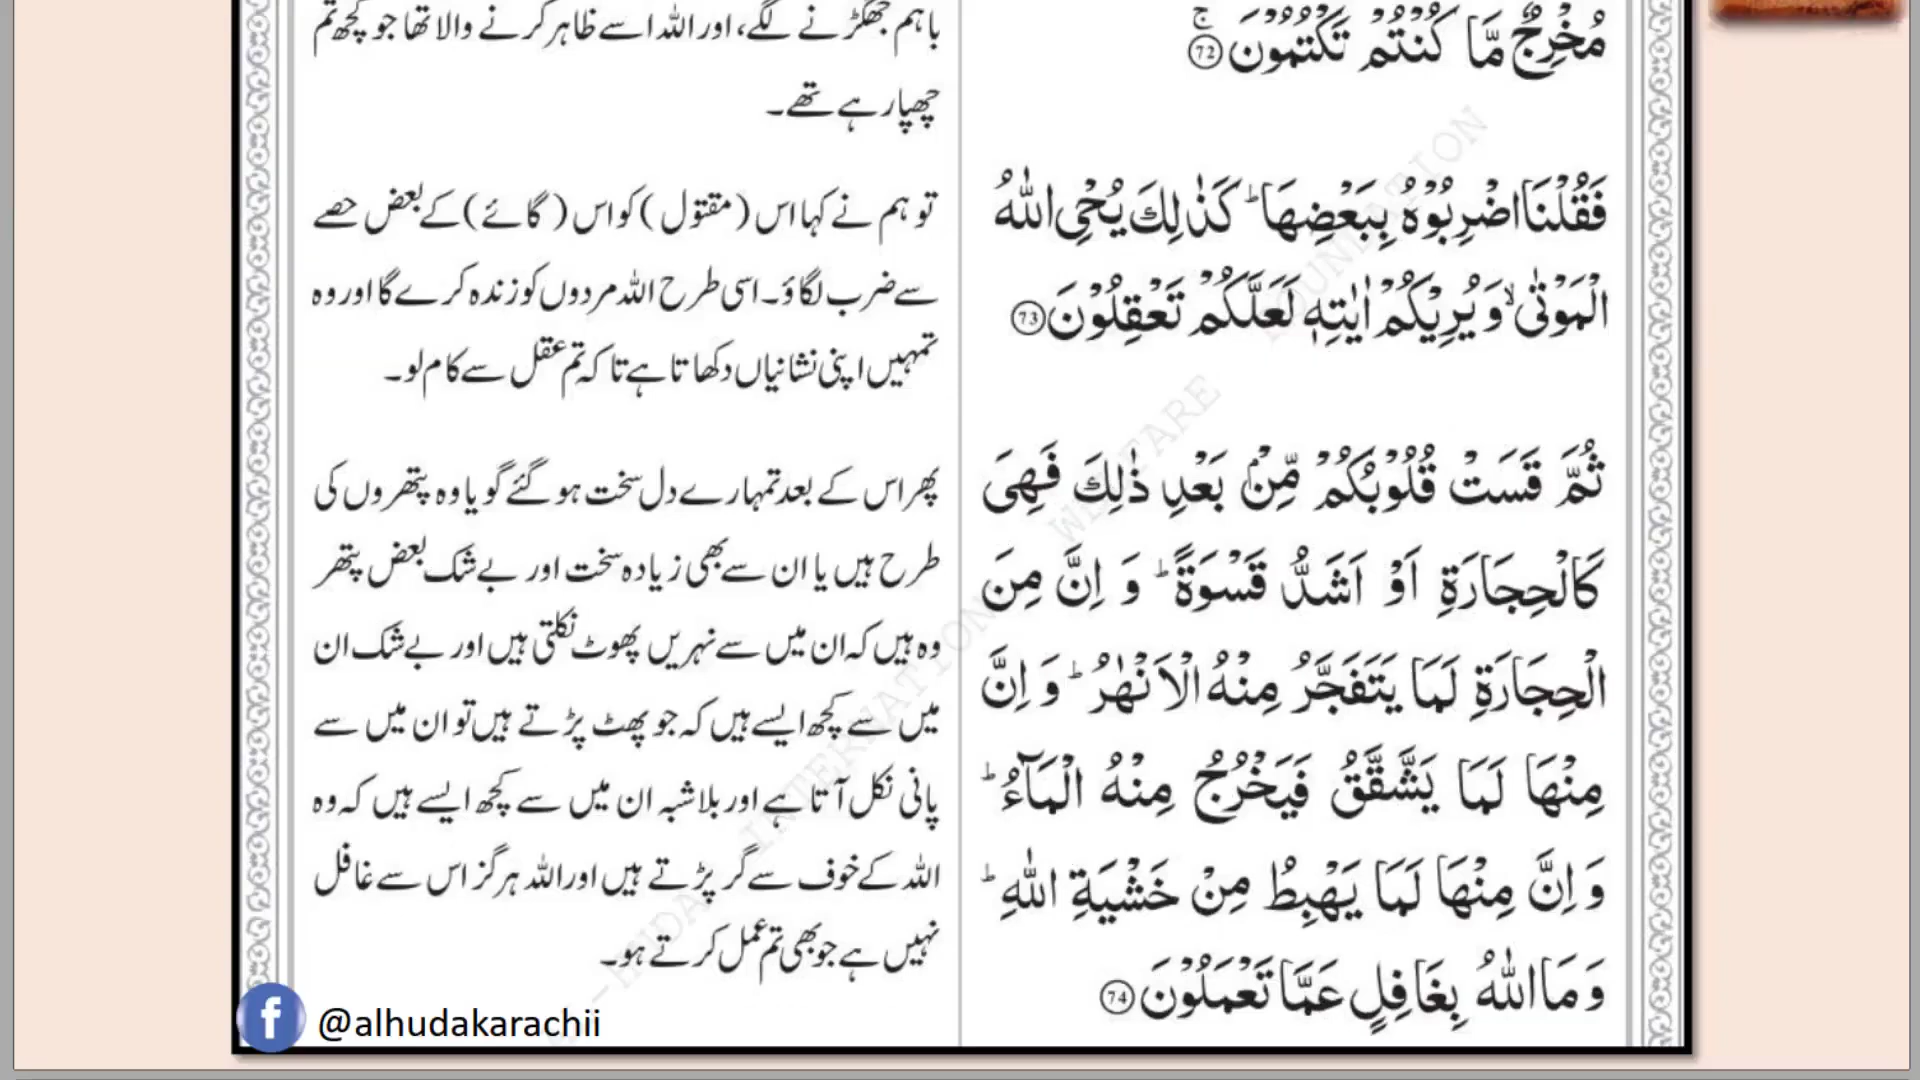 مُخْرِجٌ مَّا كُنْتُمْ تَكْتُمُوْنَ ۚ 72
فَقُلْنَا اضْرِبُوْهُ بِبَعْضِهَا ؕ كَذٰلِكَ يُحْيِ اللّٰهُ
الْمَوْتٰى ۙ وَ يُرِيْكُمْ اٰيٰتِهٖ لَعَلَّكُمْ تَعْقِلُوْنَ 73
ثُمَّ قَسَتْ قُلُوْبُكُمْ مِّنْۢ بَعْدِ ذٰلِكَ فَهِىَ
كَالْحِجَارَةِ اَوْ اَشَدُّ قَسْوَةً ؕ وَ اِنَّ مِنَ
الْحِجَارَةِ لَمَا يَتَفَجَّرُ مِنْهُ الْاَنْهٰرُ ؕ وَ اِنَّ
مِنْهَا لَمَا يَشَّقَّقُ فَيَخْرُجُ مِنْهُ الْمَآءُ ؕ
وَ اِنَّ مِنْهَا لَمَا يَهْبِطُ مِنْ خَشْيَةِ اللّٰهِ ؕ
وَ مَا اللّٰهُ بِغَافِلٍ عَمَّا تَعْمَلُوْنَ 74
باہم جھگڑنے لگے، اور اللہ اسے ظاہر کرنے والا تھا جو کچھ تم
چھپا رہے تھے۔
تو ہم نے کہا اس (مقتول) کو اس (گائے) کے بعض حصے
سے ضرب لگاؤ۔ اسی طرح اللہ مردوں کو زندہ کرے گا اور وہ
تمہیں اپنی نشانیاں دکھاتا ہے تاکہ تم عقل سے کام لو۔
پھر اس کے بعد تمہارے دل سخت ہو گئے گویا وہ پتھروں کی
طرح ہیں یا ان سے بھی زیادہ سخت اور بے شک بعض پتھر
وہ ہیں کہ ان میں سے نہریں پھوٹ نکلتی ہیں اور بے شک ان
میں سے کچھ ایسے ہیں کہ جو پھٹ پڑتے ہیں تو ان میں سے
پانی نکل آتا ہے اور بلاشبہ ان میں سے کچھ ایسے ہیں کہ وہ
اللہ کے خوف سے گر پڑتے ہیں اور اللہ ہرگز اس سے غافل
نہیں ہے جو بھی تم عمل کرتے ہو۔
AL-HUDA INTERNATIONAL WELFARE FOUNDATION
f @alhudakarachii